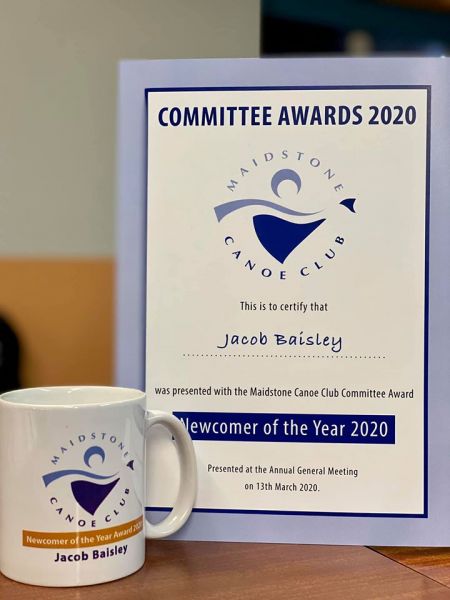 COMMITTEE AWARDS 2020
MAIDSTONE
CANOE CLUB
This is to certify that
Jacob Baisley
was presented with the Maidstone Canoe Club Committee Award
Newcomer of the Year 2020
Presented at the Annual General Meeting
on 13th March 2020.
MAIDSTONE
CANOE CLUB
Newcomer of the Year Award 2020
Jacob Baisley